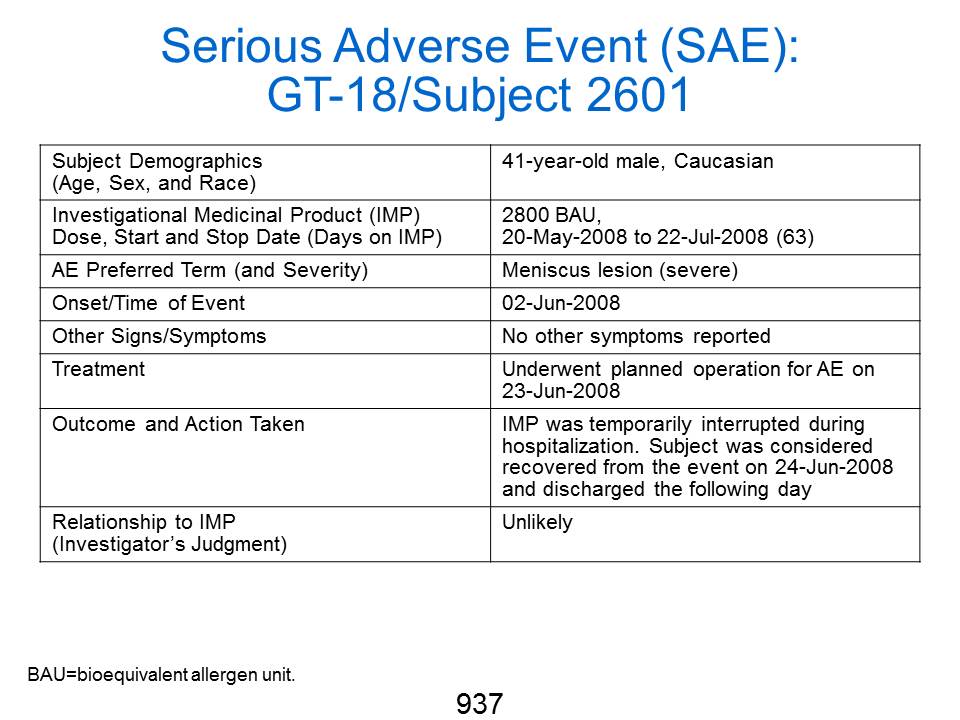 Serious Adverse Event (SAE):
GT-18/Subject 2601
Subject Demographics
(Age, Sex, and Race)
41-year-old male, Caucasian
Investigational Medicinal Product (IMP)
Dose, Start and Stop Date (Days on IMP)
2800 BAU,
20-May-2008 to 22-Jul-2008 (63)
AE Preferred Term (and Severity)
Meniscus lesion (severe)
Onset/Time of Event
02-Jun-2008
Other Signs/Symptoms
No other symptoms reported
Treatment
Underwent planned operation for AE on
23-Jun-2008
Outcome and Action Taken
IMP was temporarily interrupted during
hospitalization. Subject was considered
recovered from the event on 24-Jun-2008
and discharged the following day
Relationship to IMP
(Investigator’s Judgment)
Unlikely
BAU=bioequivalent allergen unit.
937